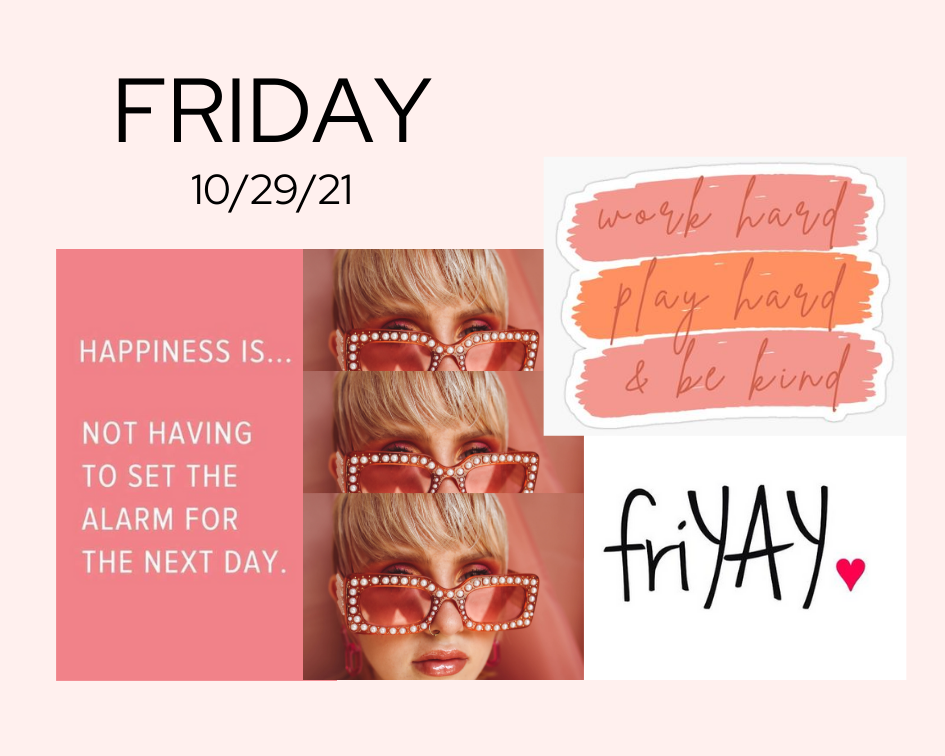 FRIDAY
10/29/21
work hard
play hard
& be kind
HAPPINESS IS...
NOT HAVING
TO SET THE
ALARM FOR
THE NEXT DAY.
friYAY.